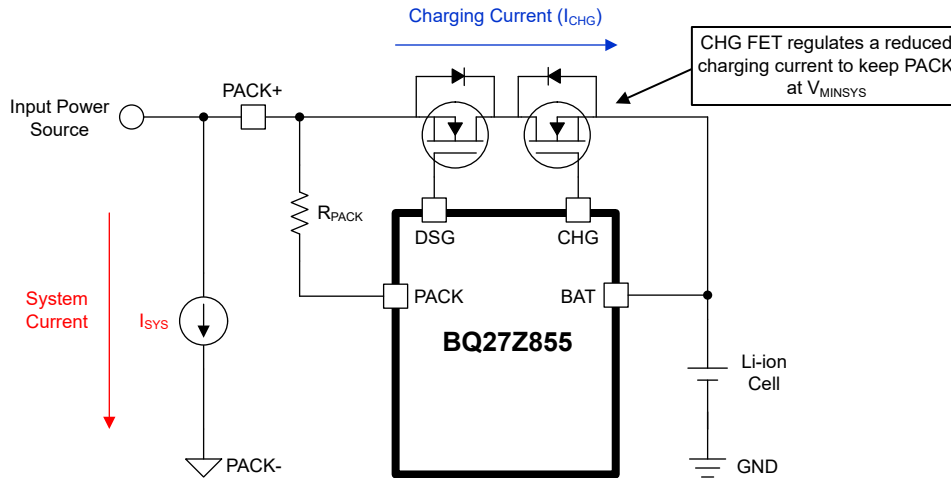 Charging Current (ICHG)
CHG FET regulates a reduced
charging current to keep PACK
at VMINSYS
Input Power
Source
PACK+
RPACK
DSG
CHG
System
Current
ISYS
PACK
BAT
BQ27Z855
Li-ion
Cell
PACK-
GND